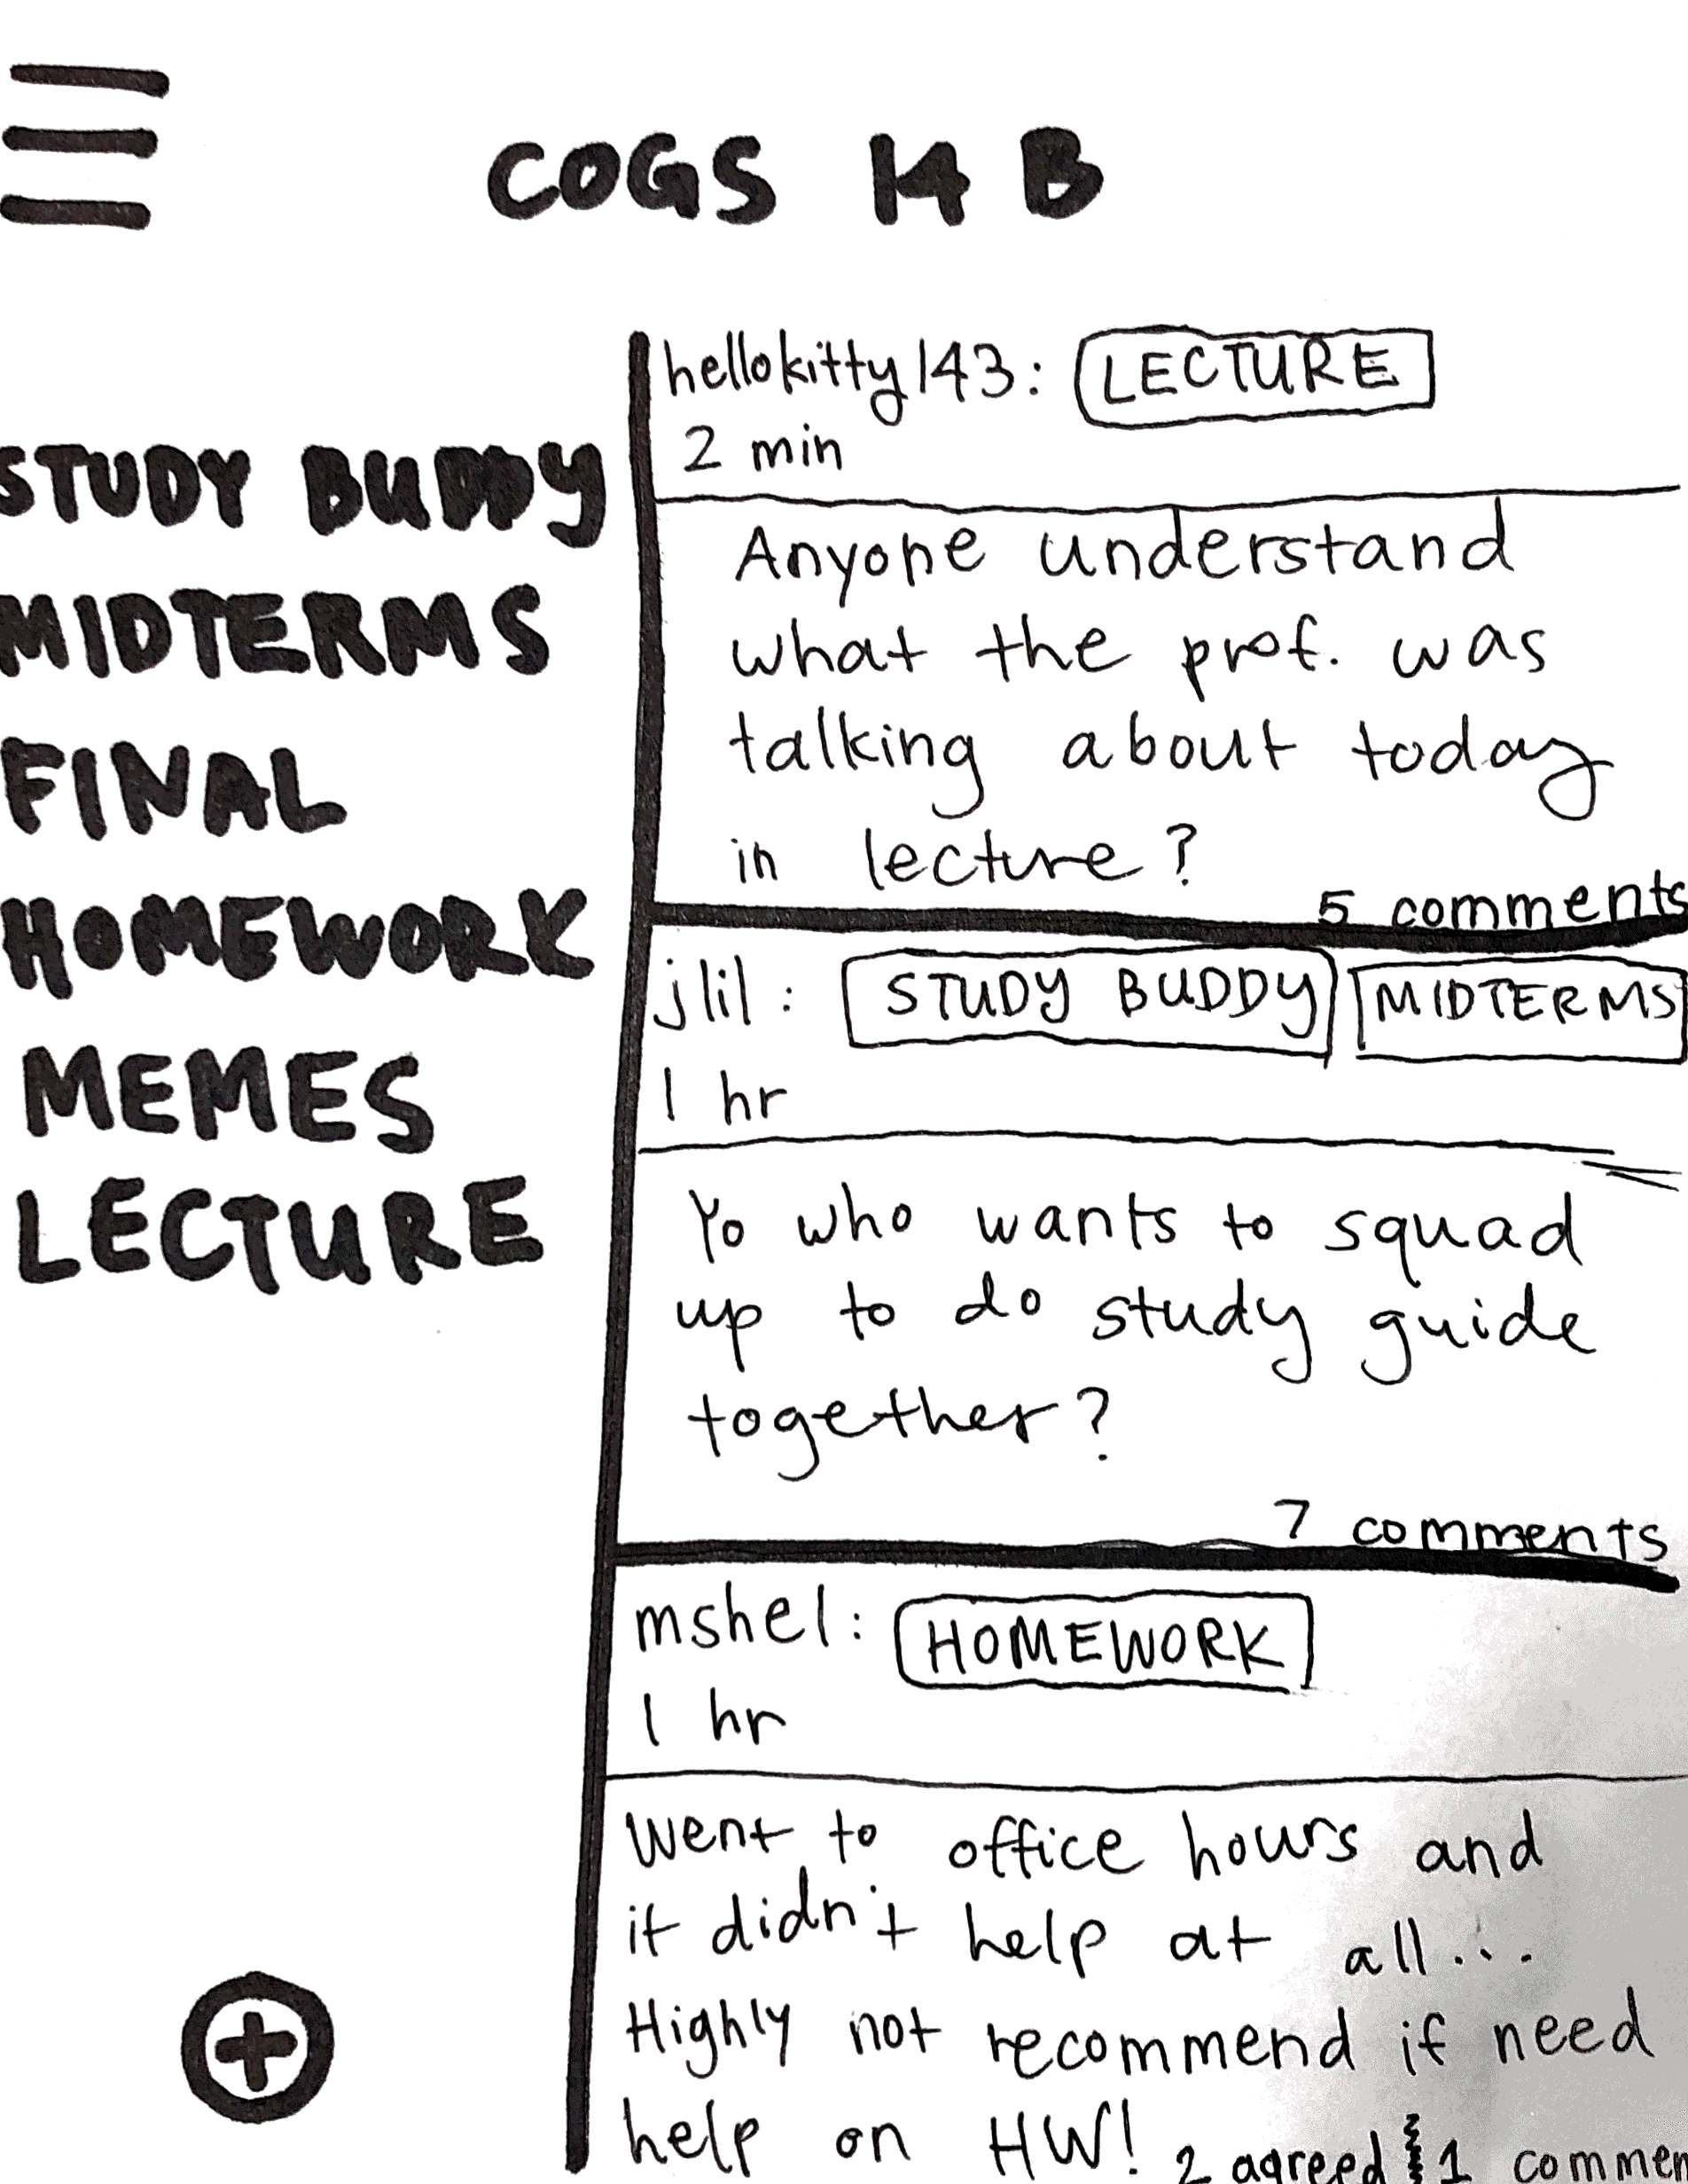 COGS 14 B
STUDY BUDDY
MIDTERMS
FINAL
HOMEWORK
MEMES
LECTURE
hellokitty143: LECTURE
2 min
Anyone understand
what the prof. was
talking about today
in lecture?
5 comments
jlil: STUDY BUDDY MIDTERMS
1 hr
Yo who wants to squad
up to do study guide
together?
7 comments
mshel: HOMEWORK
1 hr
Went to office hours and
it didn't help at all...
Highly not recommend if need
help on HW!
2 agreed 1 commen